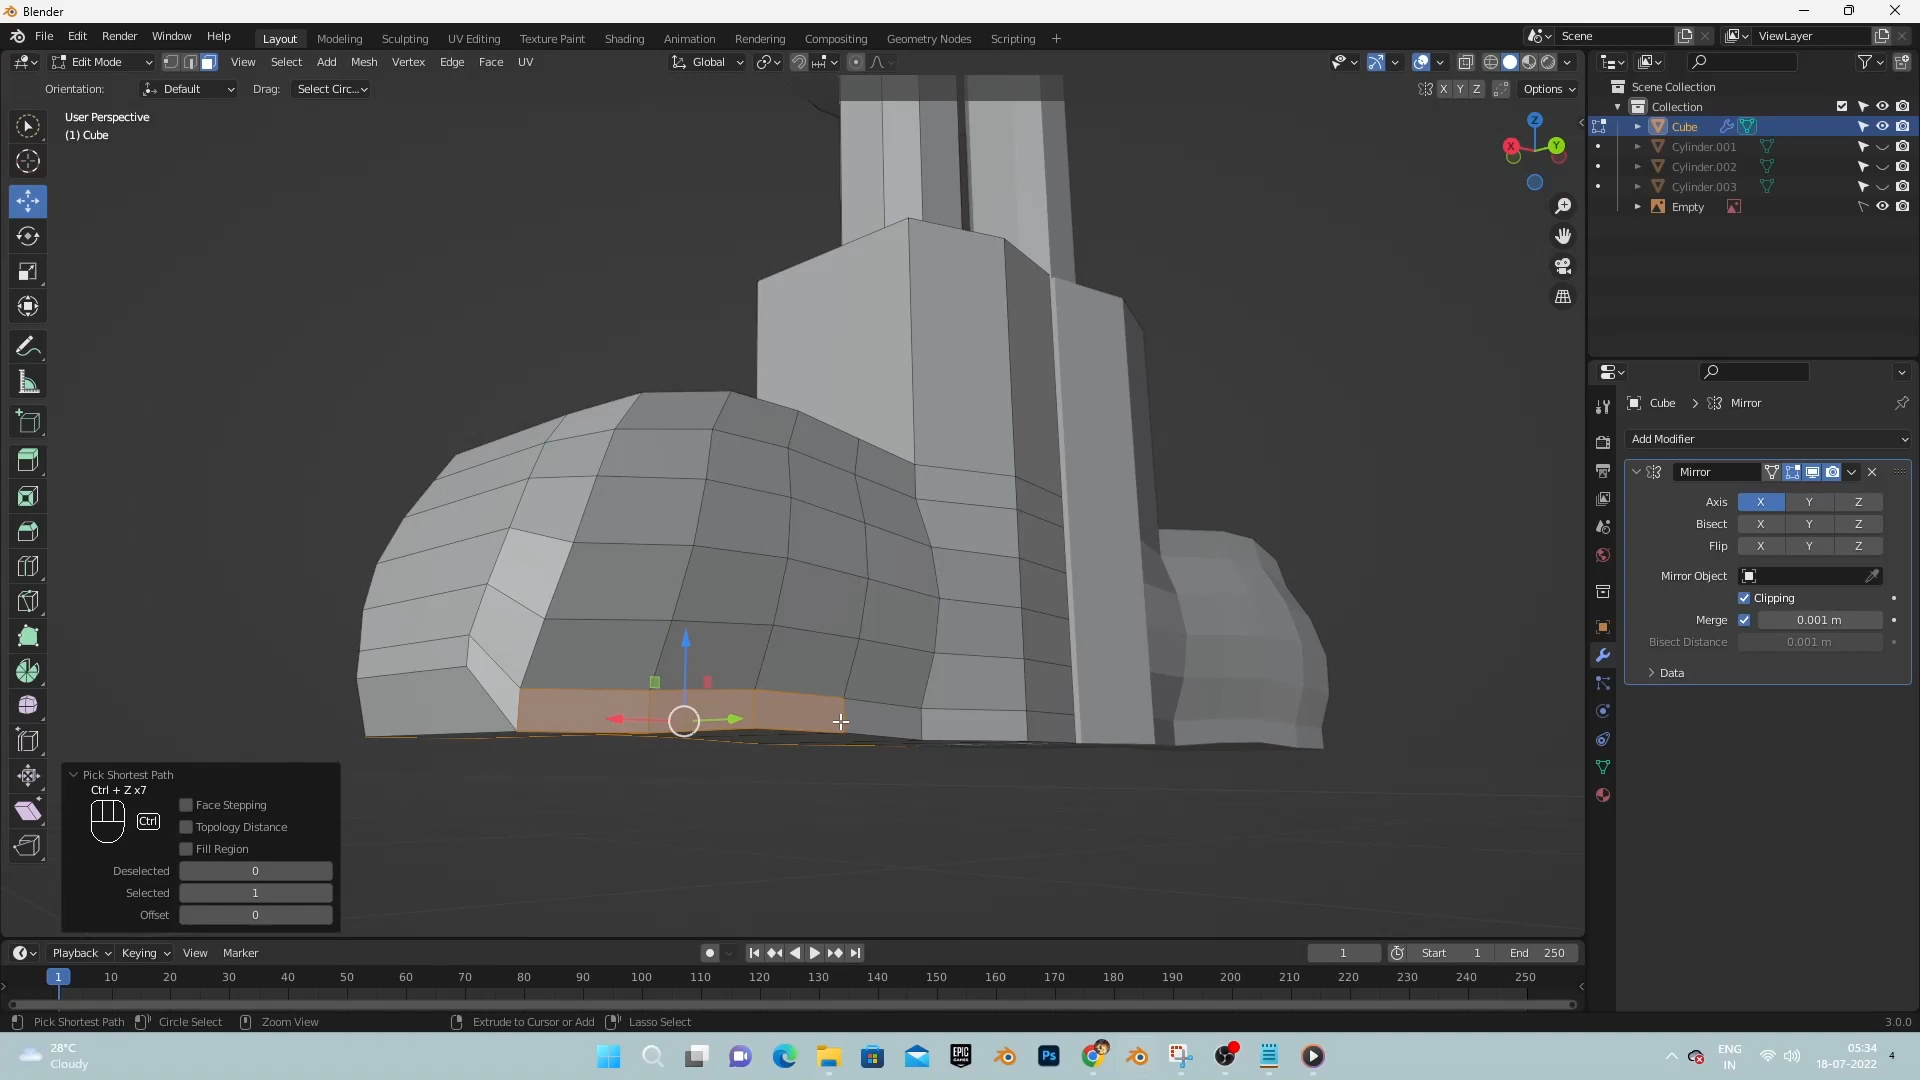 Blender
File Edit Render Window Help
Layout Modeling Sculpting UV Editing Texture Paint Shading Animation Rendering Compositing Geometry Nodes Scripting +
Scene
ViewLayer
Edit Mode
View Select Add Mesh Vertex Edge Face UV
Global
Orientation: Default Drag: Select Circ...
X Y Z
Options
User Perspective
(1) Cube
Z
X
Y
Scene Collection
Collection
Cube
Cylinder.001
Cylinder.002
Cylinder.003
Empty
Cube > Mirror
Add Modifier
Mirror
Axis X Y Z
Bisect X Y Z
Flip X Y Z
Mirror Object
Clipping
Merge 0.001 m
Bisect Distance 0.001 m
Data
Pick Shortest Path
Ctrl + Z x7
Ctrl
Face Stepping
Topology Distance
Fill Region
Deselected 0
Selected 1
Offset 0
Playback Keying View Marker
1
Start 1
End 250
1 10 20 30 40 50 60 70 80 90 100 110 120 130 140 150 160 170 180 190 200 210 220 230 240 250
Pick Shortest Path Circle Select Zoom View Extrude to Cursor or Add Lasso Select
3.0.0
28°C
Cloudy
EPIC GAMES
Ps
ENG
IN
05:34
18-07-2022
4